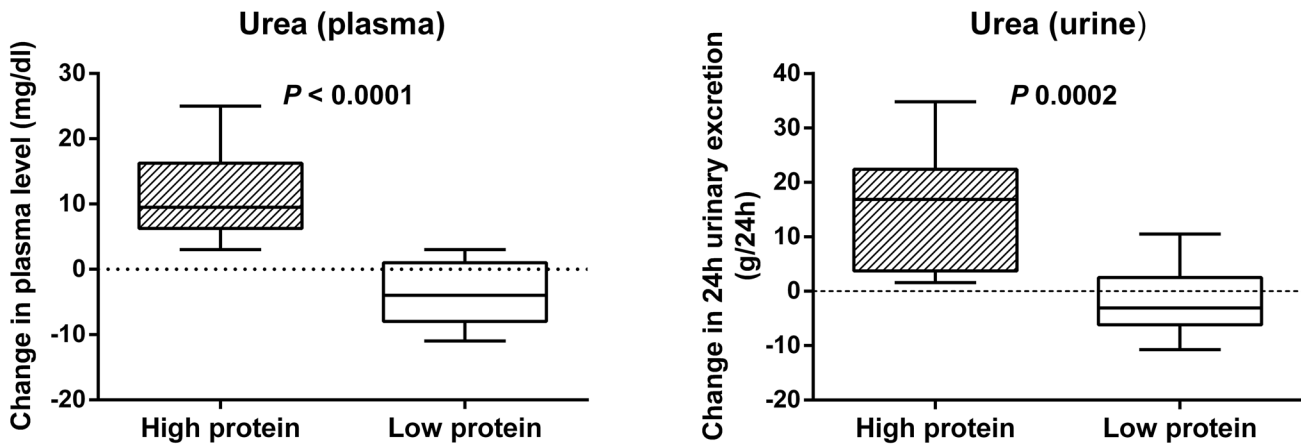 Urea (plasma)
Change in plasma level (mg/dl)
30
20
10
0
-10
-20
P < 0.0001
High protein
Low protein
Urea (urine)
Change in 24h urinary excretion
(g/24h)
40
30
20
10
0
-10
-20
P 0.0002
High protein
Low protein